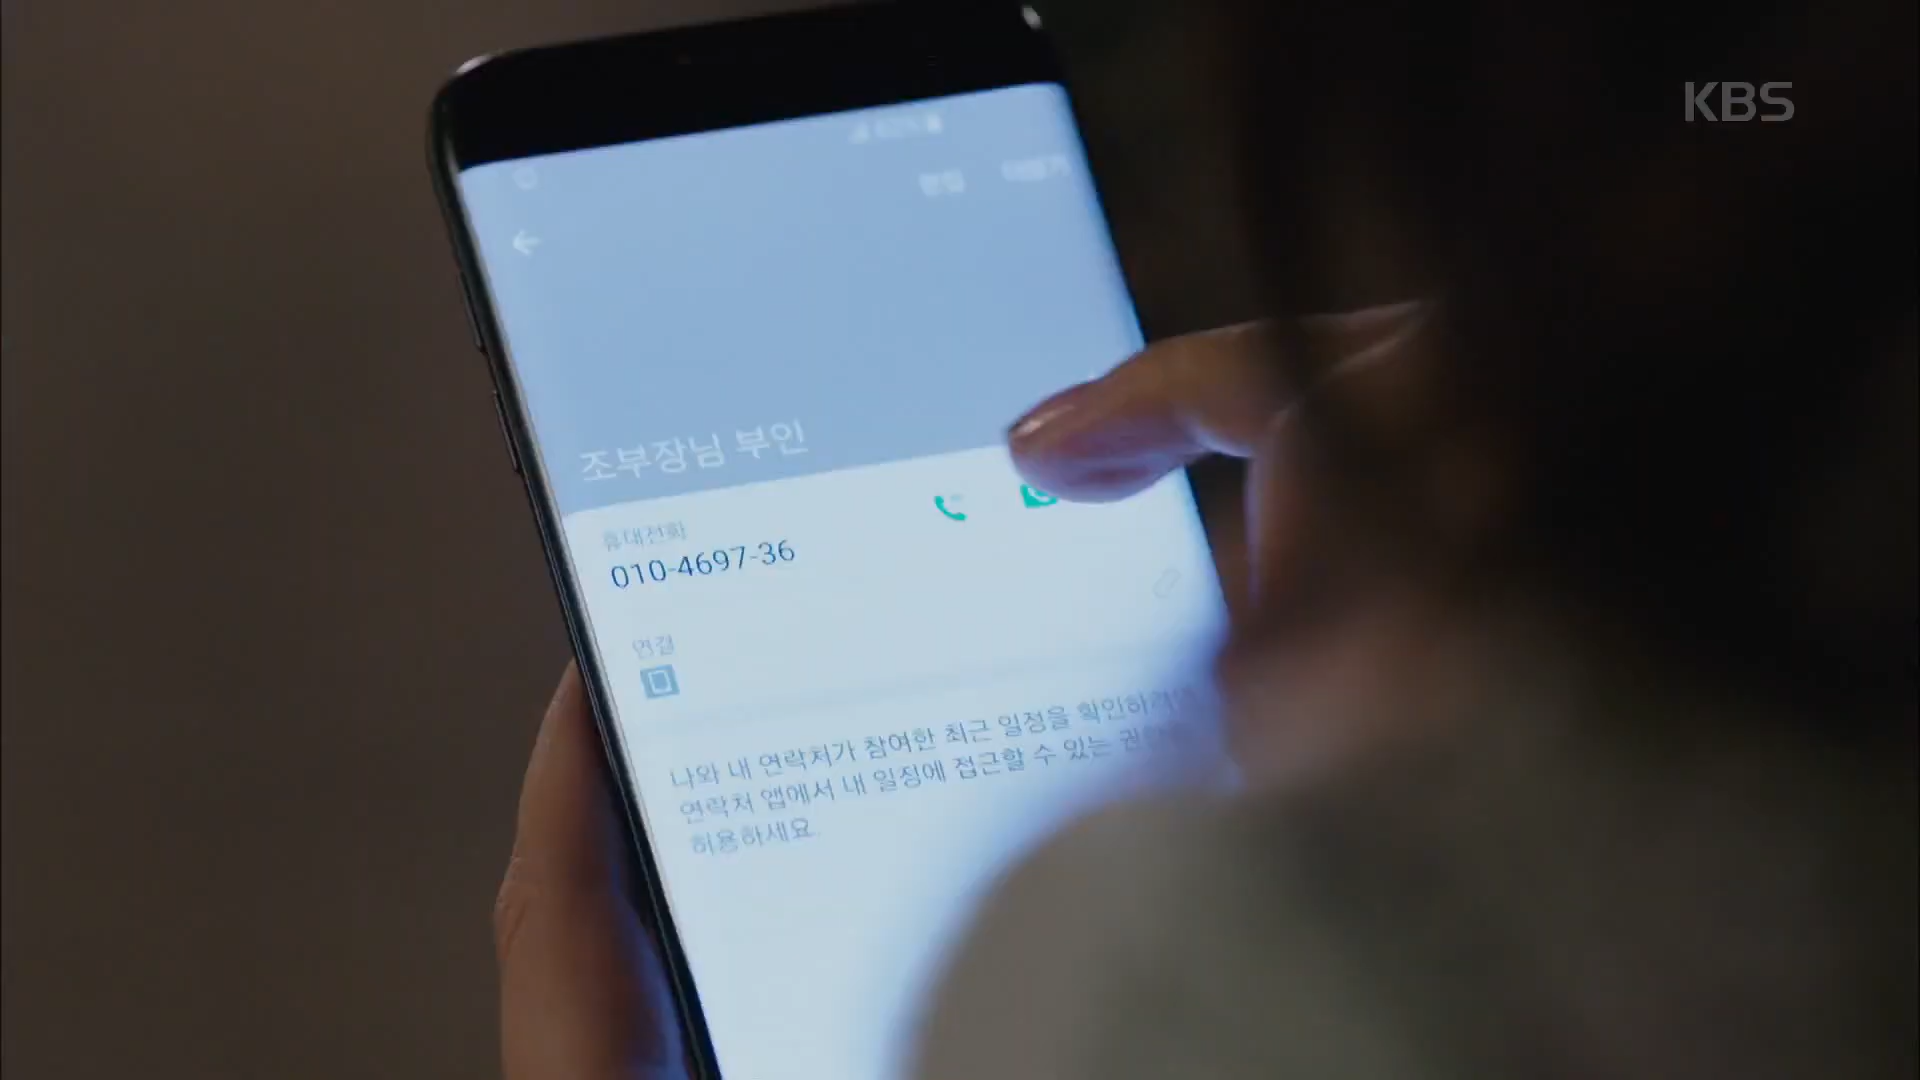 KBS
편집 더보기
조부장님 부인
휴대전화
010-4697-36
연결
나와 내 연락처가 참여한 최근 일정을 확인하려면
연락처 앱에서 내 일정에 접근할 수 있는
허용하세요.